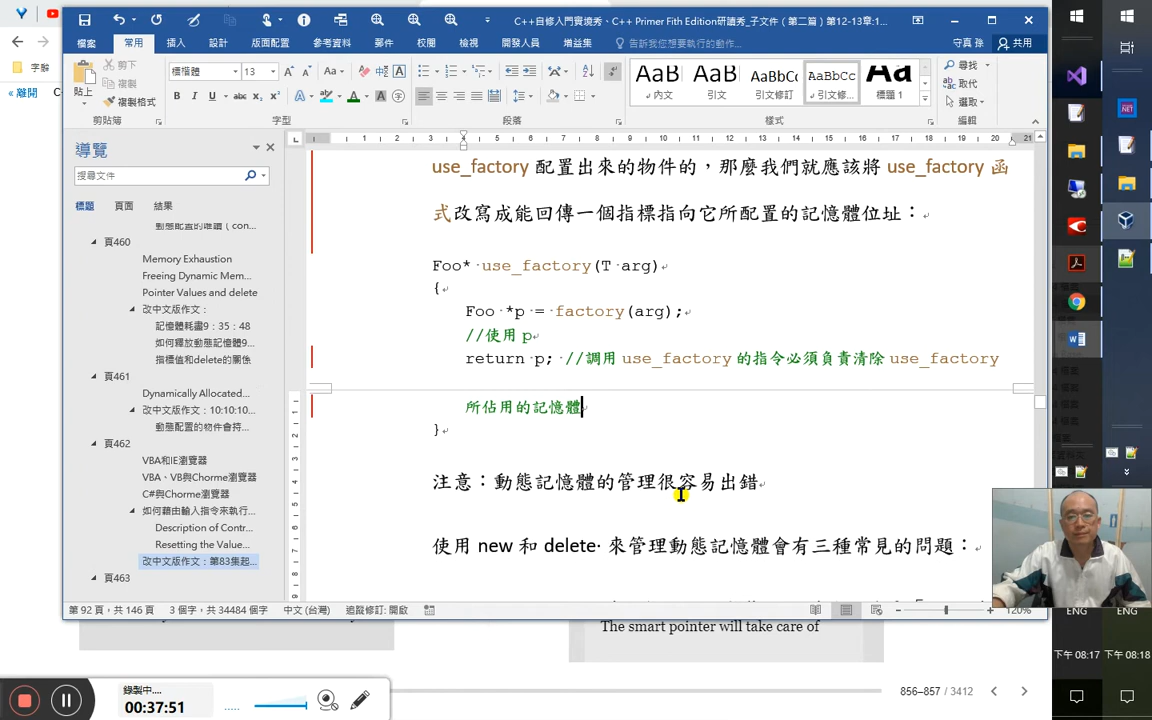 C++自修入門實境秀、C++ Primer Fifth Edition研讀秀_子文件（第二篇）12-13章:1...
檔案 常用 插入 設計 版面配置 參考資料 郵件 校閱 檢視 開發人員 增益集 告訴我您想要執行的動作... 守真 孫 共用
字齡
« 離開
貼上 剪下 複製 複製格式
標楷體 13
B I U abc x₂ x²
剪貼簿 字型 段落 樣式 編輯
AaB AaB AaBbCc AaBbCc AaB
內文 引文 引文修訂 引文修... 標題 1
尋找 取代 選取
導覽
搜尋文件
標題 頁面 結果
動態配置的唯讀（con...
頁460
Memory Exhaustion
Freeing Dynamic Mem...
Pointer Values and delete
改中文版作文：
記憶體耗盡9：35：48
如何釋放動態記憶體9...
指標值和delete的關係
頁461
Dynamically Allocated...
改中文版作文：10:10:10...
動態配置的物件會持...
頁462
VBA和IE瀏覽器
VBA、VB與Chorme瀏覽器
C#與Chorme瀏覽器
如何藉由輸入指令來執行...
Description of Contr...
Resetting the Value...
改中文版作文：第83集起...
頁463
use_factory 配置出來的物件的，那麼我們就應該將 use_factory 函
式改寫成能回傳一個指標指向它所配置的記憶體位址：
Foo* use_factory(T arg)
{
Foo *p = factory(arg);
//使用 p
return p; //調用 use_factory 的指令必須負責清除 use_factory
所佔用的記憶體
}
注意：動態記憶體的管理很容易出錯
使用 new 和 delete 來管理動態記憶體會有三種常見的問題：
第 92 頁，共 146 頁 3 個字，共 34484 個字 中文 (台灣) 追蹤修訂: 開啟 120%
The smart pointer will take care of
856–857 / 3412
錄製中...
00:37:51
ENG ENG
下午 08:17 下午 08:18